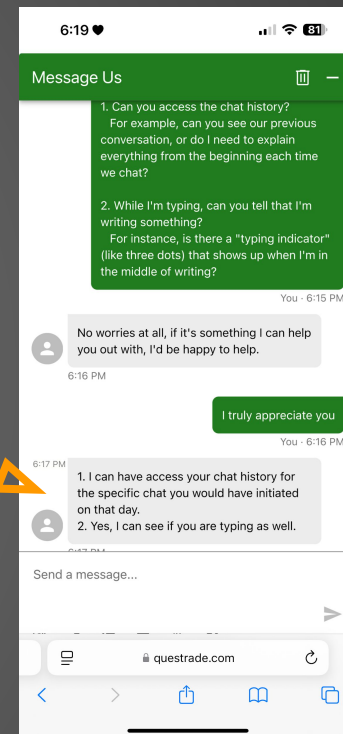 6:19
81
Message Us
1. Can you access the chat history?
For example, can you see our previous
conversation, or do I need to explain
everything from the beginning each time
we chat?
2. While I'm typing, can you tell that I'm
writing something?
For instance, is there a "typing indicator"
(like three dots) that shows up when I'm in
the middle of writing?
You · 6:15 PM
No worries at all, if it's something I can help
you out with, I'd be happy to help.
6:16 PM
I truly appreciate you
You · 6:16 PM
6:17 PM
1. I can have access your chat history for
the specific chat you would have initiated
on that day.
2. Yes, I can see if you are typing as well.
6:17 PM
Send a message...
questrade.com